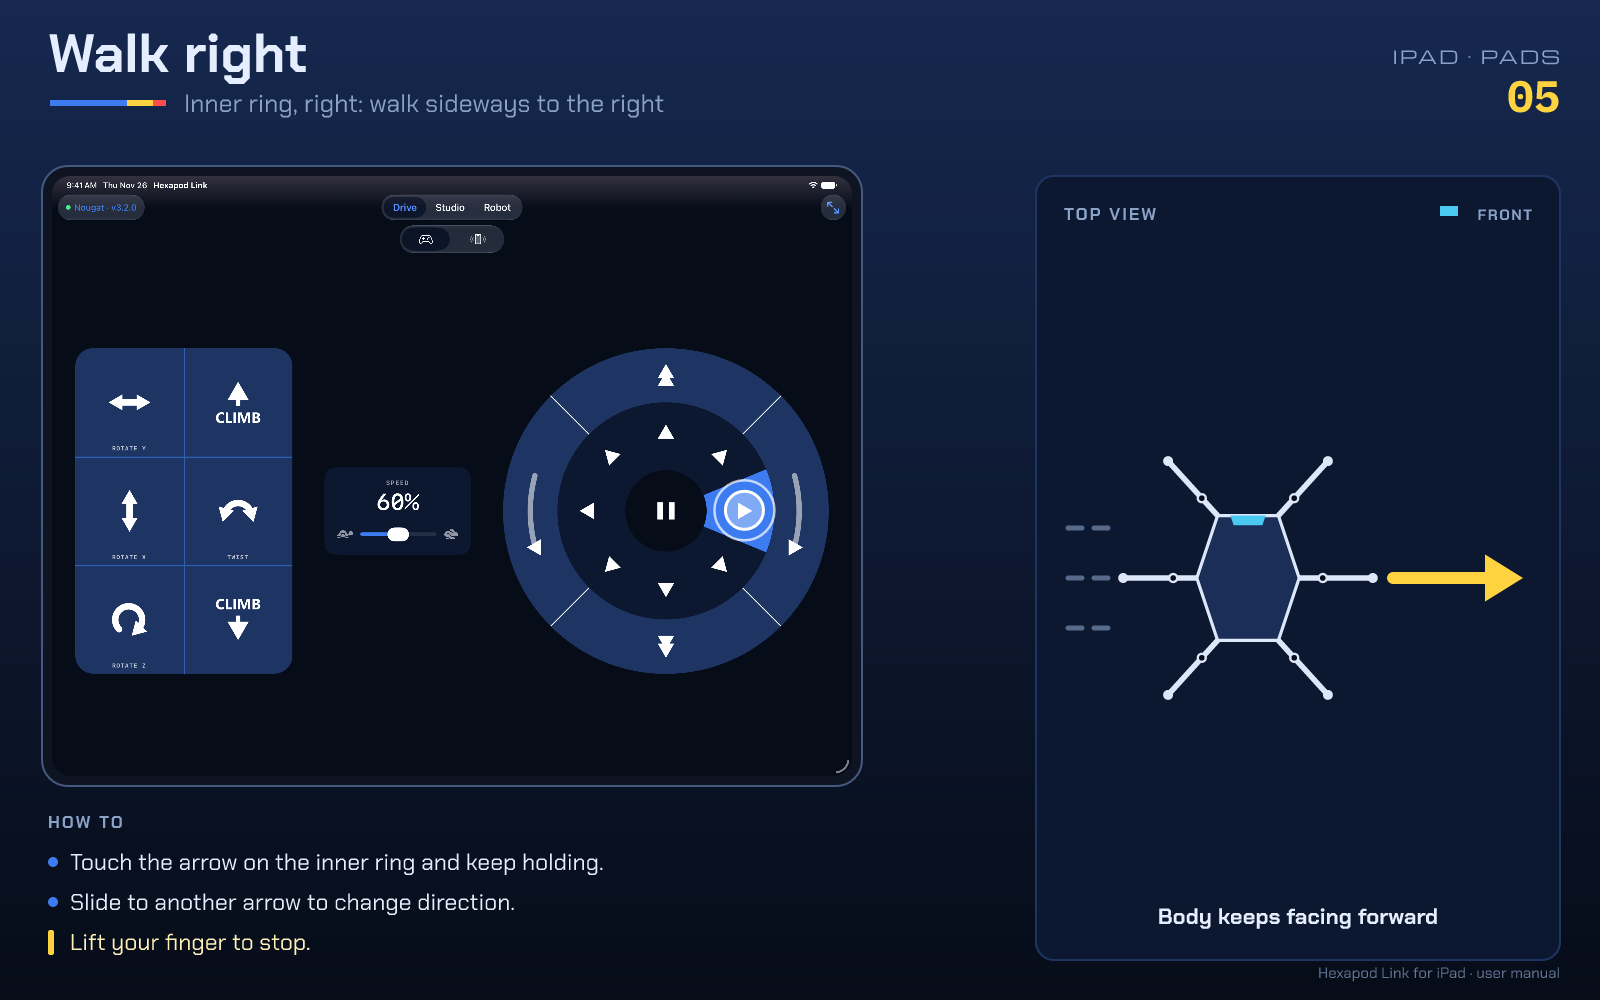 Walk right
Inner ring, right: walk sideways to the right
IPAD · PADS
05
9:41 AM Thu Nov 26 Hexapod Link
Nougat · v3.2.0
Drive Studio Robot
CLIMB
ROTATE Y
SPEED
60%
ROTATE X
TWIST
CLIMB
ROTATE Z
TOP VIEW
FRONT
Body keeps facing forward
HOW TO
Touch the arrow on the inner ring and keep holding.
Slide to another arrow to change direction.
Lift your finger to stop.
Hexapod Link for iPad · user manual